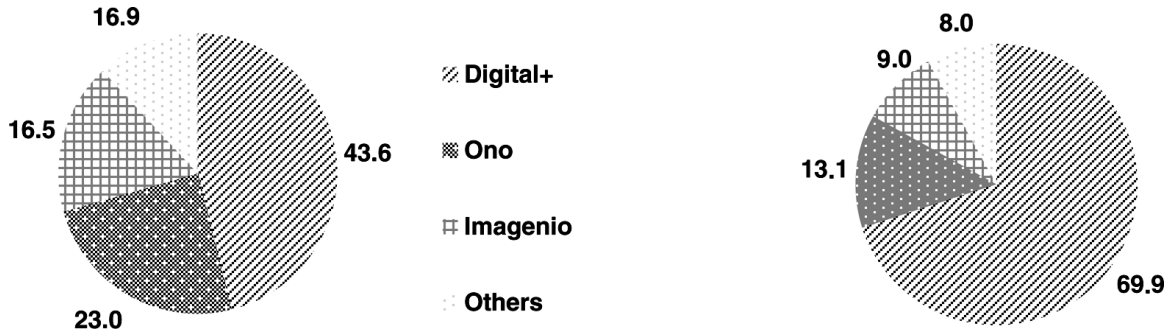 16.9
16.5
43.6
23.0
Digital+
Ono
Imagenio
Others
8.0
9.0
13.1
69.9